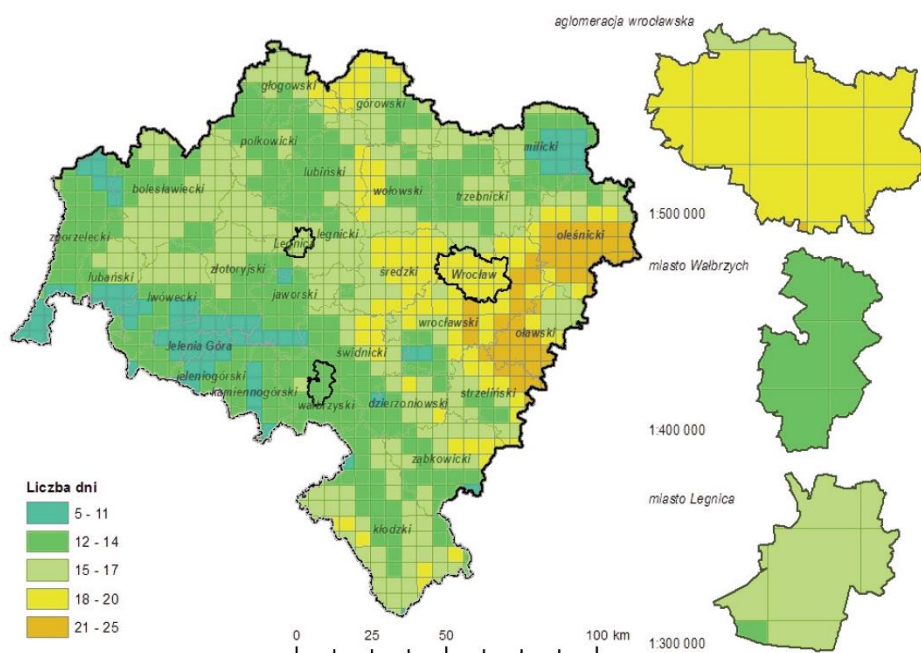 aglomeracja wrocławska
głogowski
górowski
polkowicki
milicki
lubiński
bolesławiecki
wołowski
trzebnicki
1:500 000
zgorzelecki
legnicki
Legnica
oleśnicki
miasto Wałbrzych
lubański
złotoryjski
średzki
Wrocław
lwówecki
jaworski
wrocławski
oławski
Jelenia Góra
świdnicki
jeleniogórski
kamiennogórski
wałbrzyski
dzierżoniowski
strzeliński
1:400 000
ząbkowicki
miasto Legnica
Liczba dni
5 - 11
12 - 14
kłodzki
15 - 17
18 - 20
21 - 25
0 25 50 100 km
1:300 000